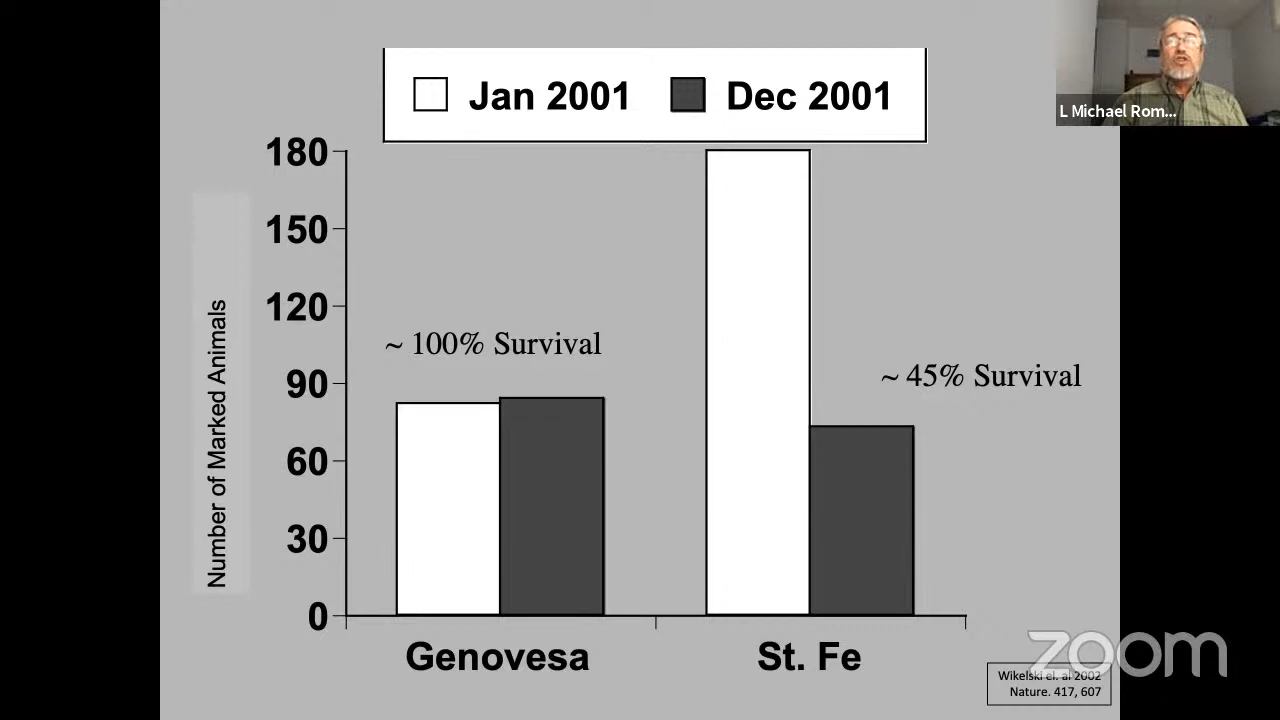 Jan 2001 Dec 2001
L Michael Rom...
180
150
120
90
60
30
0
Number of Marked Animals
~ 100% Survival
~ 45% Survival
Genovesa St. Fe
zoom
Wikelski et. al 2002
Nature. 417, 607